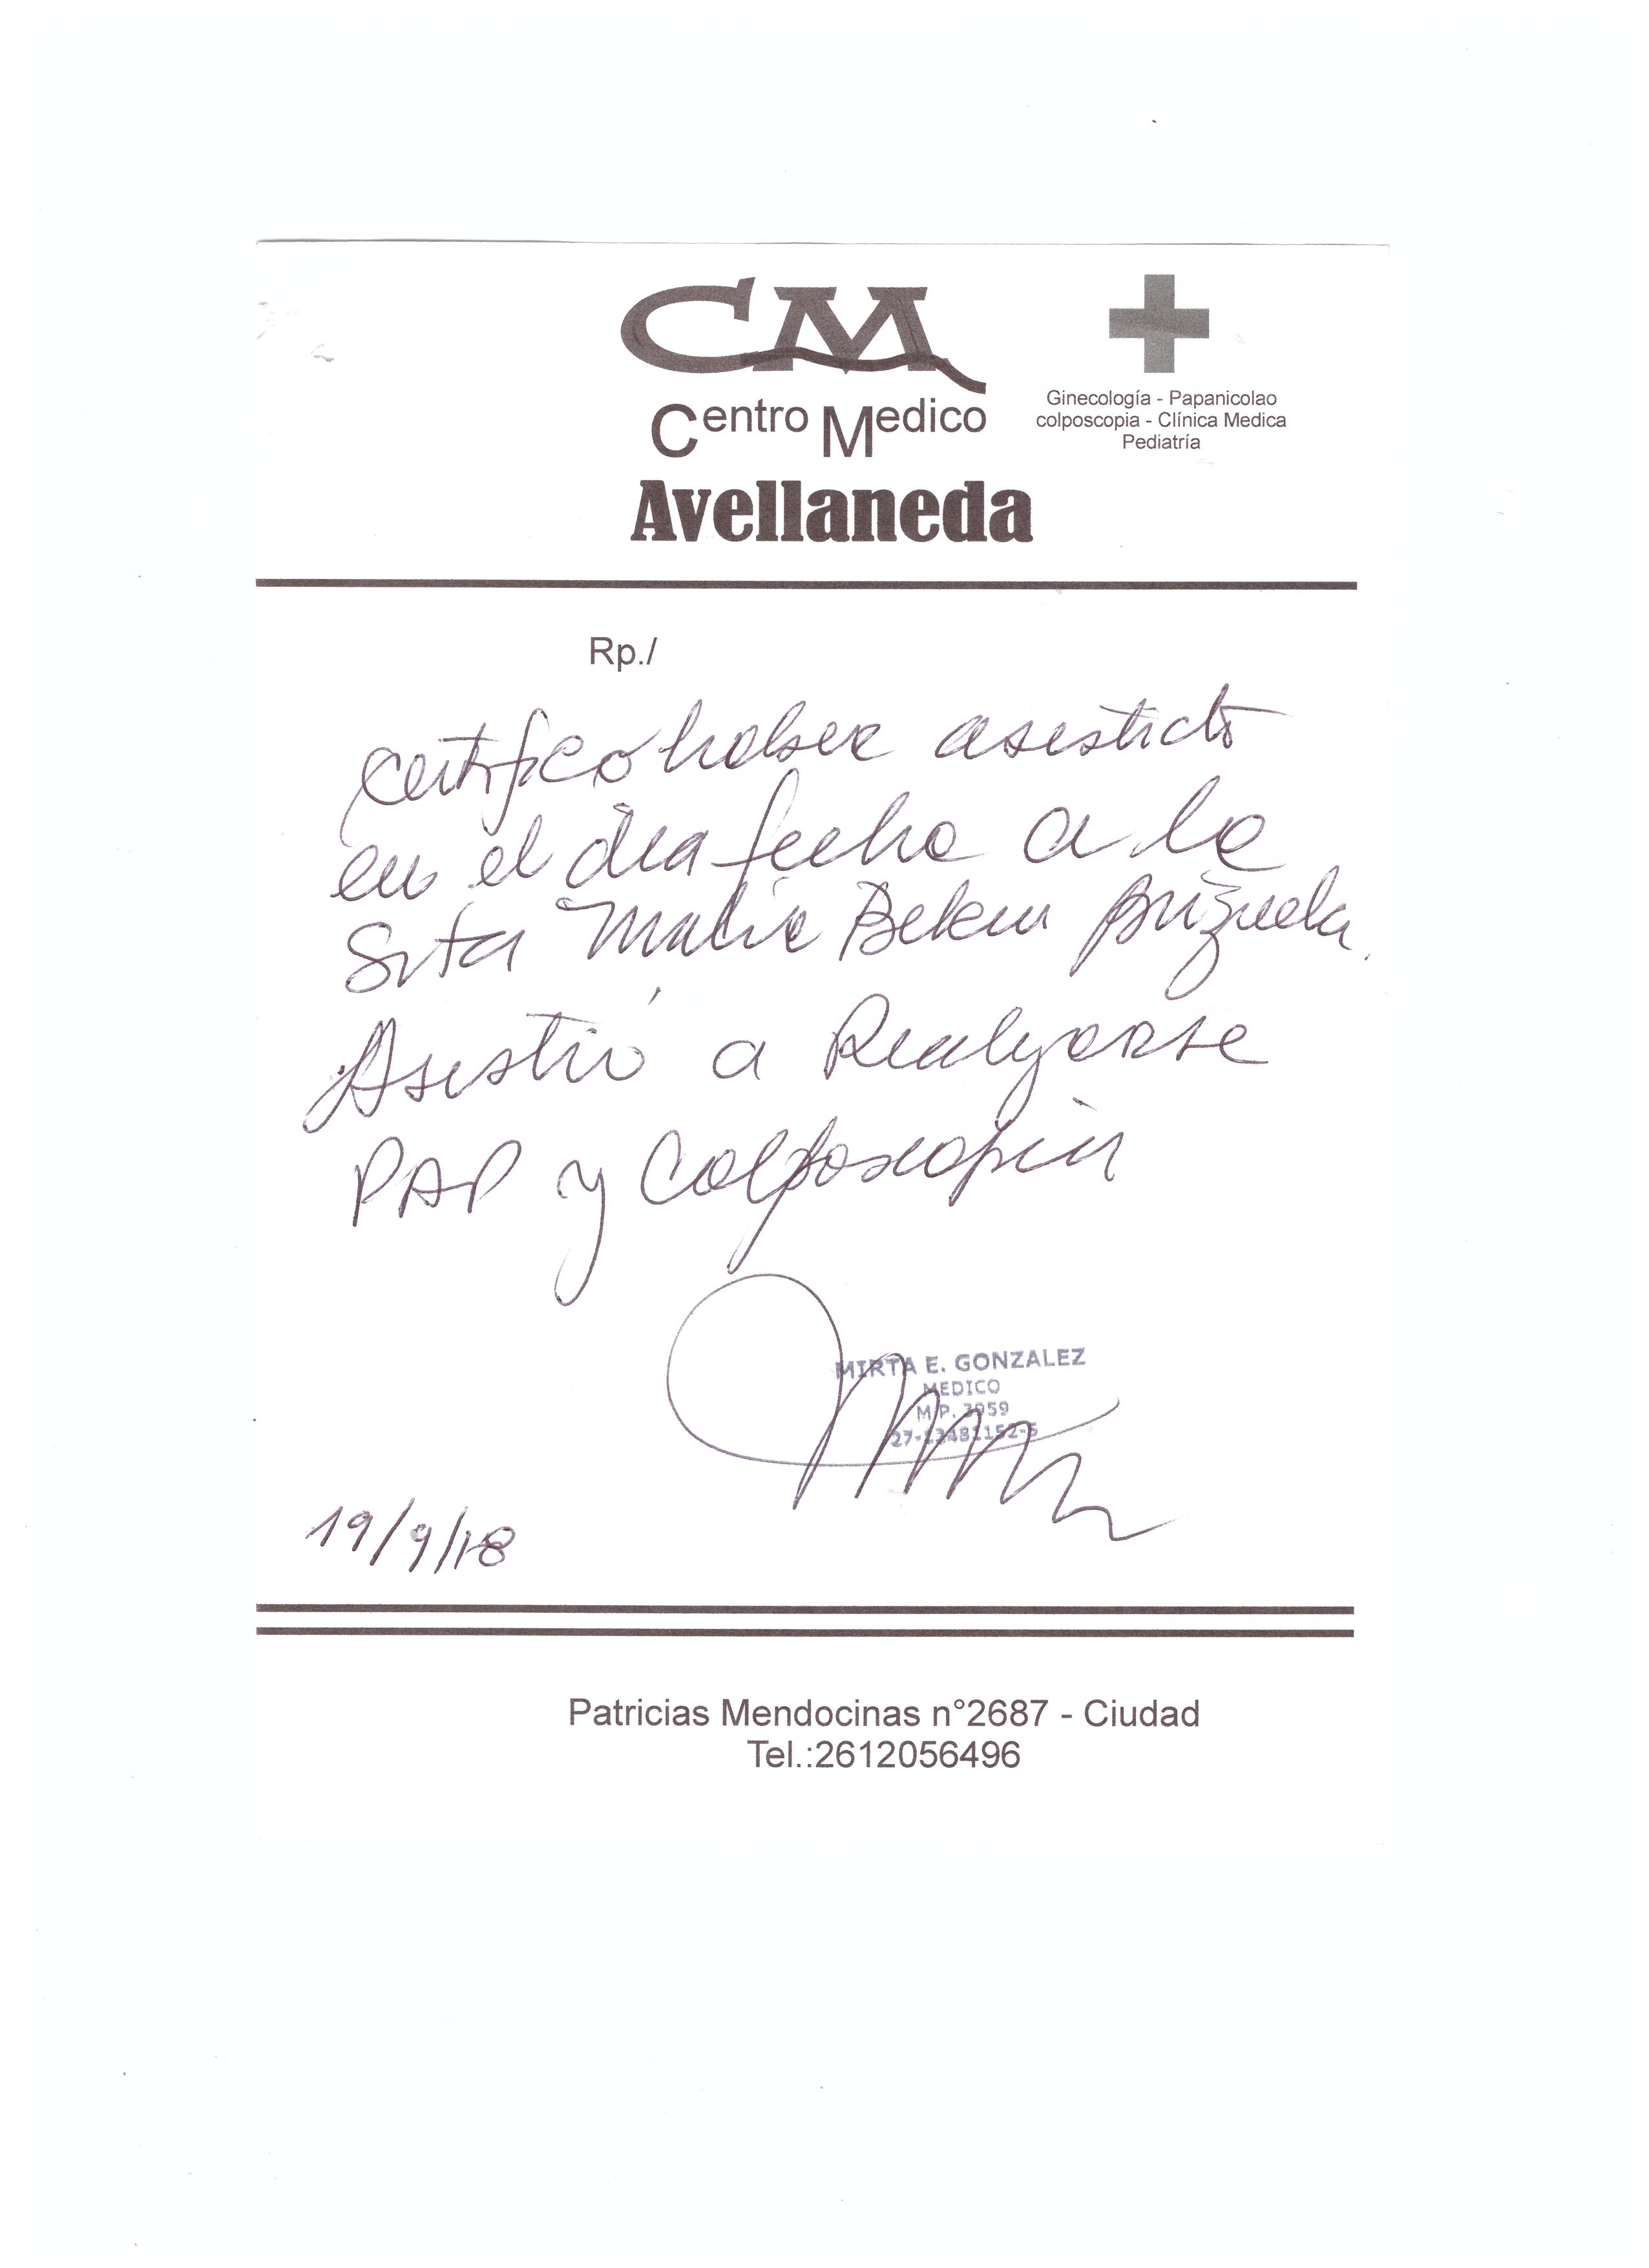 CM
Centro Medico
Avellaneda
Ginecología - Papanicolao
colposcopia - Clínica Medica
Pediatría
Rp./
Certifico haber asistido
en el dia fecha a la
Srta Maria Belen Brizuela.
Asistió a Realizarse
PAP y Colposcopia
MIRTA E. GONZALEZ
MEDICO
M.P. 3959
27-13481152-5
19/9/18
Patricias Mendocinas n°2687 - Ciudad
Tel.:2612056496